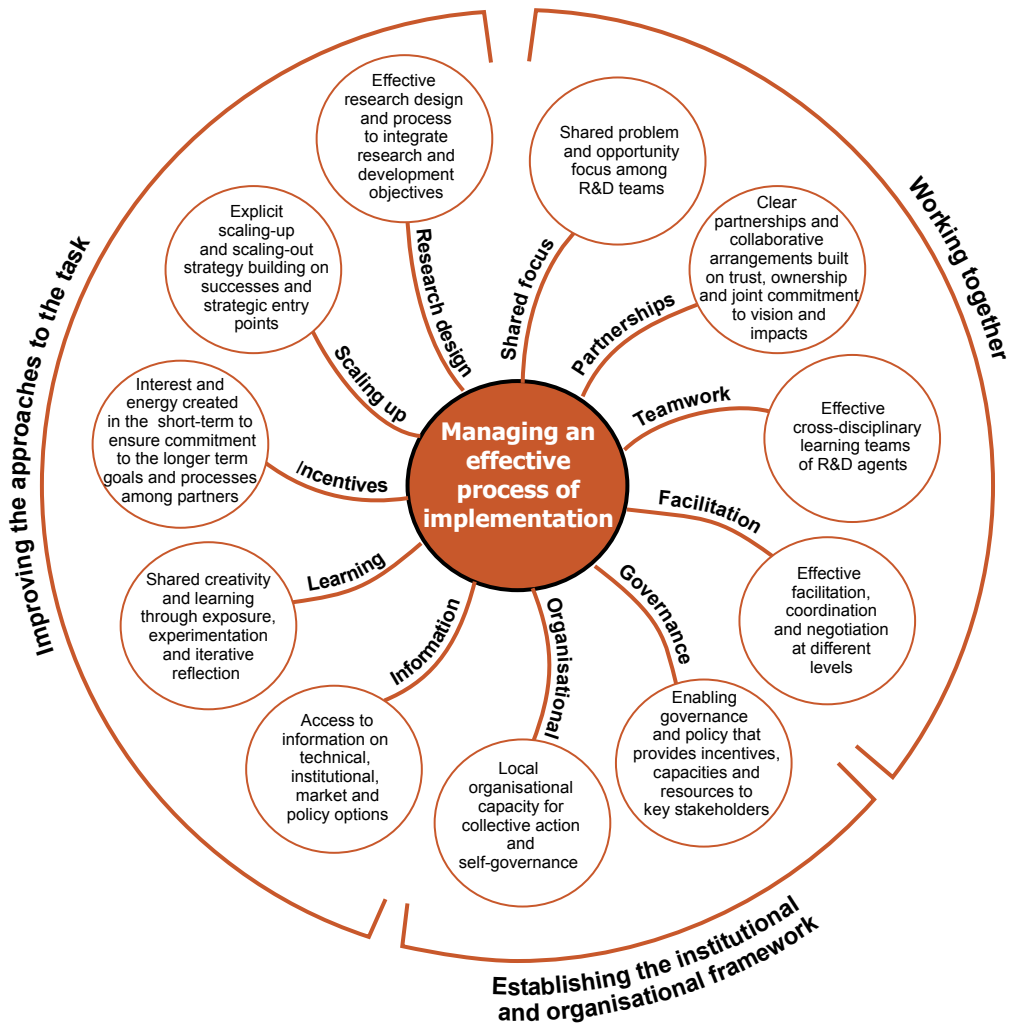 Managing an
effective
process of
implementation
Working together
Shared focus
Shared problem
and opportunity
focus among
R&D teams
Partnerships
Clear
partnerships and
collaborative
arrangements built
on trust, ownership
and joint commitment
to vision and
impacts
Teamwork
Effective
cross-disciplinary
learning teams
of R&D agents
Facilitation
Effective
facilitation,
coordination
and negotiation
at different
levels
Establishing the institutional
and organisational framework
Governance
Enabling
governance
and policy that
provides incentives,
capacities and
resources to
key stakeholders
Organisational
Local
organisational
capacity for
collective action
and
self-governance
Improving the approaches to the task
Information
Access to
information on
technical,
institutional,
market and
policy options
Learning
Shared creativity
and learning
through exposure,
experimentation
and iterative
reflection
Incentives
Interest and
energy created
in the short-term to
ensure commitment
to the longer term
goals and processes
among partners
Scaling up
Explicit
scaling-up
and scaling-out
strategy building on
successes and
strategic entry
points
Research design
Effective
research design
and process
to integrate
research and
development
objectives